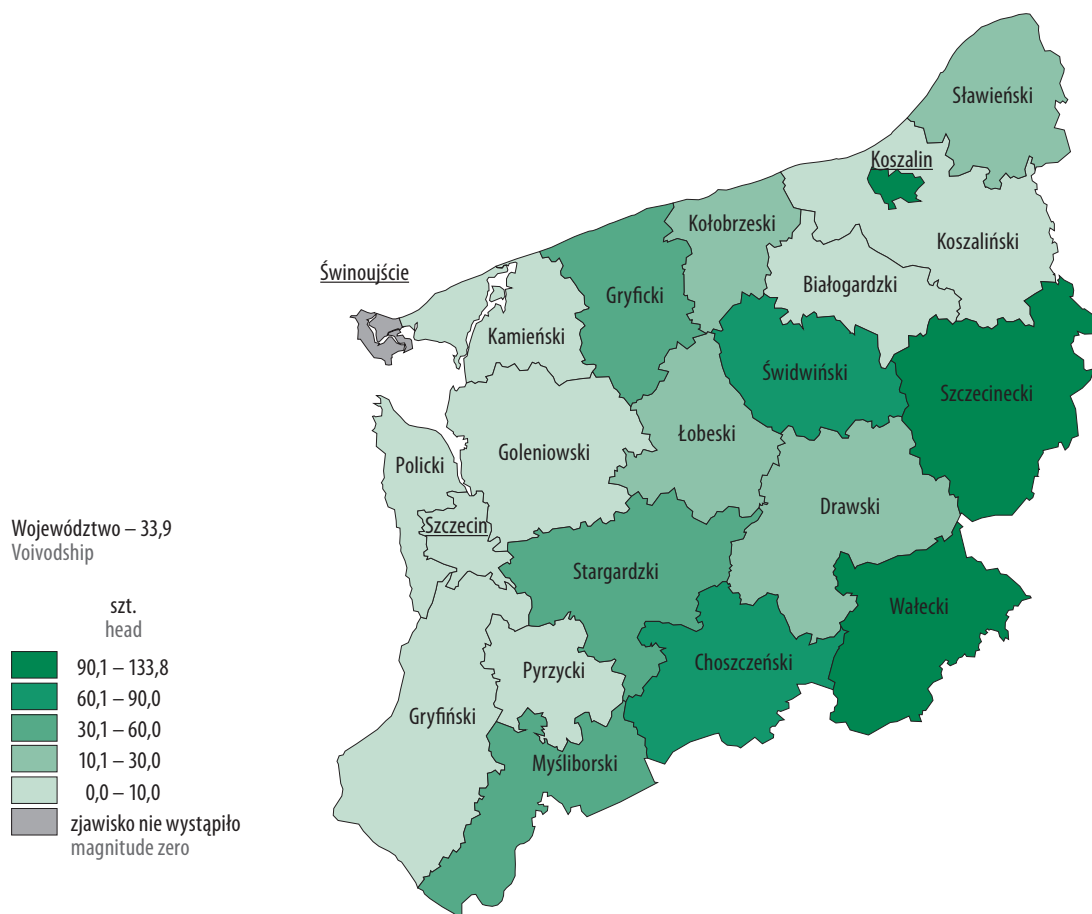 Sławieński
Koszalin
Kołobrzeski
Koszaliński
Świnoujście
Gryficki
Białogardzki
Kamieński
Świdwiński
Szczecinecki
Łobeski
Goleniowski
Policki
Drawski
Szczecin
Województwo – 33,9
Voivodship
Stargardzki
szt.
head
Wałecki
90,1 – 133,8
Choszczeński
Pyrzycki
60,1 – 90,0
Gryfiński
30,1 – 60,0
10,1 – 30,0
Myśliborski
0,0 – 10,0
zjawisko nie wystąpiło
magnitude zero